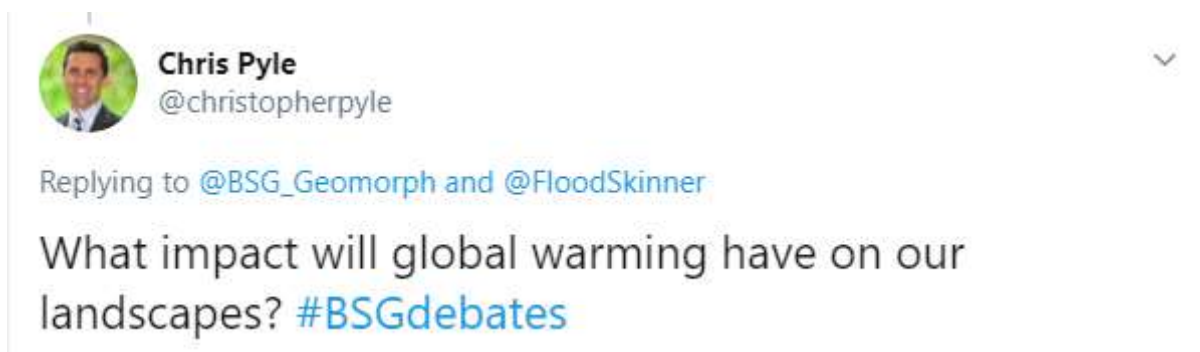 Chris Pyle
@christopherpyle
Replying to @BSG_Geomorph and @FloodSkinner
What impact will global warming have on our
landscapes? #BSGdebates